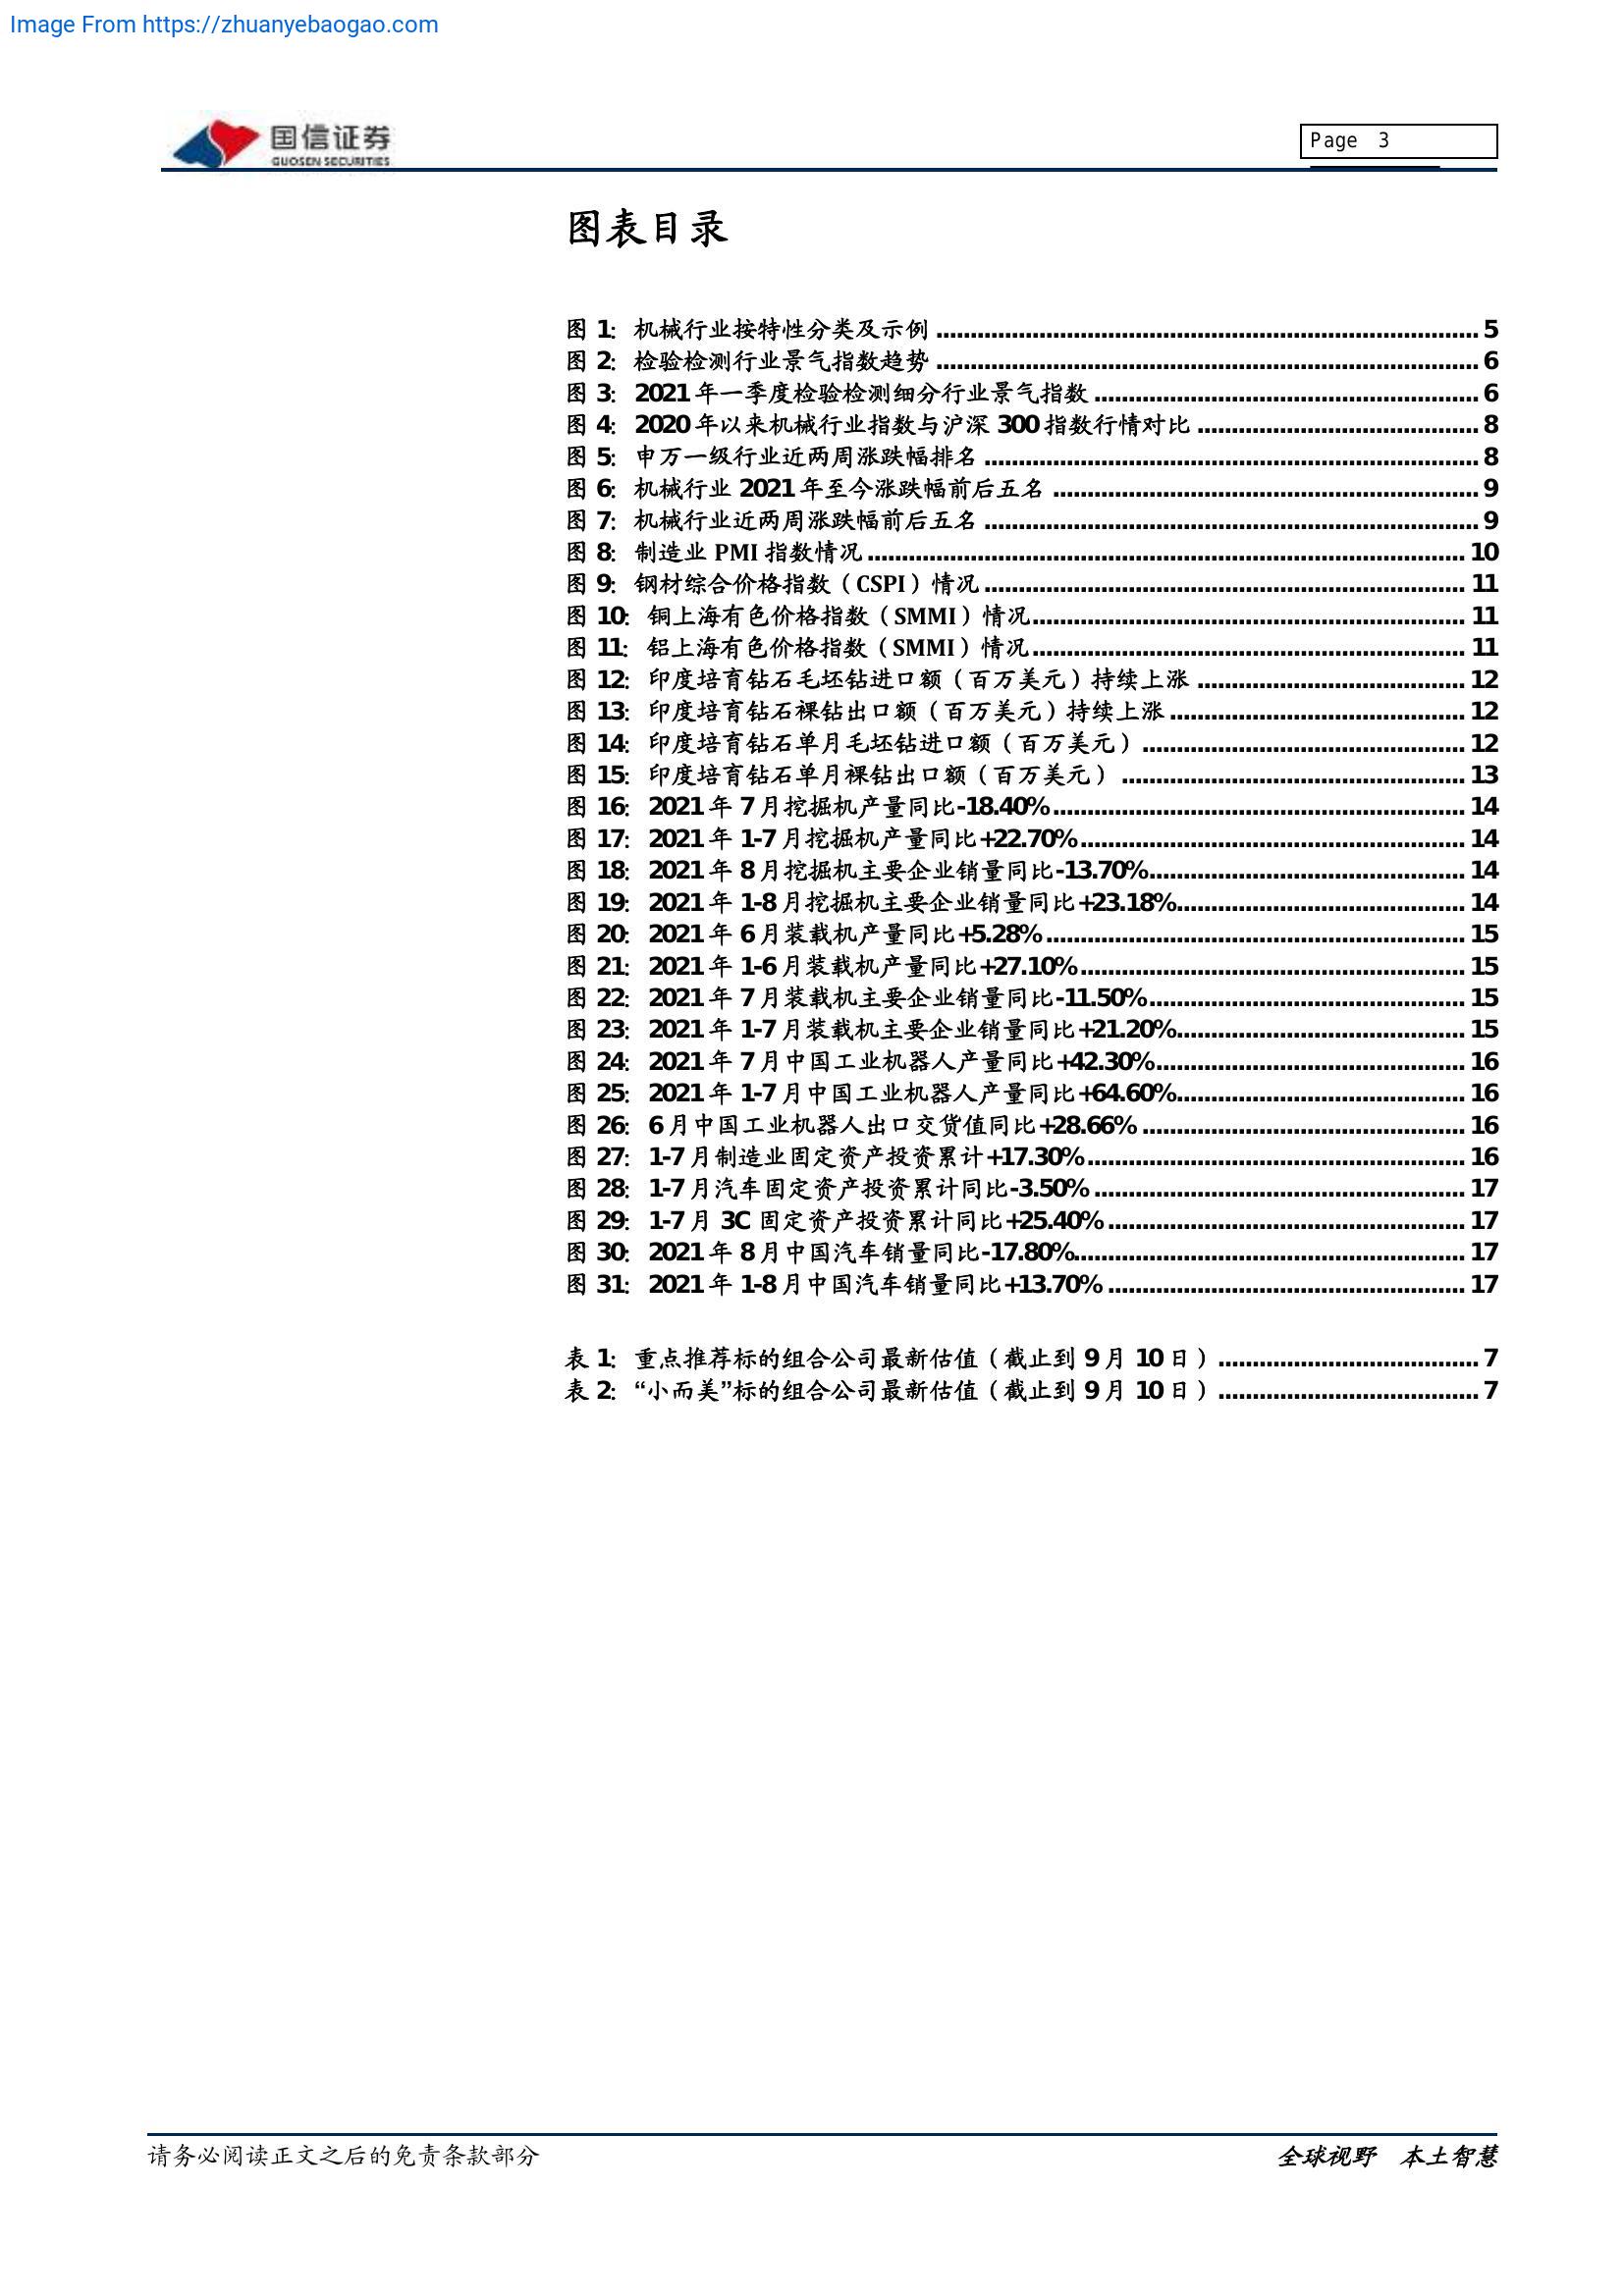 Image From https://zhuanyebaogao.com
国信证券
GUOSEN SECURITIES
Page 3
图表目录
图 1: 机械行业按特性分类及示例 ........ 5
图 2: 检验检测行业景气指数趋势 ........ 6
图 3: 2021 年一季度检验检测细分行业景气指数 ........ 6
图 4: 2020 年以来机械行业指数与沪深 300 指数行情对比 ........ 8
图 5: 申万一级行业近两周涨跌幅排名 ........ 8
图 6: 机械行业 2021 年至今涨跌幅前后五名 ........ 9
图 7: 机械行业近两周涨跌幅前后五名 ........ 9
图 8: 制造业 PMI 指数情况 ........ 10
图 9: 钢材综合价格指数（CSPI）情况 ........ 11
图 10: 铜上海有色价格指数（SMMI）情况 ........ 11
图 11: 铝上海有色价格指数（SMMI）情况 ........ 11
图 12: 印度培育钻石毛坯钻进口额（百万美元）持续上涨 ........ 12
图 13: 印度培育钻石裸钻出口额（百万美元）持续上涨 ........ 12
图 14: 印度培育钻石单月毛坯钻进口额（百万美元） ........ 12
图 15: 印度培育钻石单月裸钻出口额（百万美元） ........ 13
图 16: 2021 年 7 月挖掘机产量同比-18.40% ........ 14
图 17: 2021 年 1-7 月挖掘机产量同比+22.70% ........ 14
图 18: 2021 年 8 月挖掘机主要企业销量同比-13.70% ........ 14
图 19: 2021 年 1-8 月挖掘机主要企业销量同比+23.18% ........ 14
图 20: 2021 年 6 月装载机产量同比+5.28% ........ 15
图 21: 2021 年 1-6 月装载机产量同比+27.10% ........ 15
图 22: 2021 年 7 月装载机主要企业销量同比-11.50% ........ 15
图 23: 2021 年 1-7 月装载机主要企业销量同比+21.20% ........ 15
图 24: 2021 年 7 月中国工业机器人产量同比+42.30% ........ 16
图 25: 2021 年 1-7 月中国工业机器人产量同比+64.60% ........ 16
图 26: 6 月中国工业机器人出口交货值同比+28.66% ........ 16
图 27: 1-7 月制造业固定资产投资累计+17.30% ........ 16
图 28: 1-7 月汽车固定资产投资累计同比-3.50% ........ 17
图 29: 1-7 月 3C 固定资产投资累计同比+25.40% ........ 17
图 30: 2021 年 8 月中国汽车销量同比-17.80% ........ 17
图 31: 2021 年 1-8 月中国汽车销量同比+13.70% ........ 17
表 1: 重点推荐标的组合公司最新估值（截止到 9 月 10 日） ........ 7
表 2: “小而美”标的组合公司最新估值（截止到 9 月 10 日） ........ 7
请务必阅读正文之后的免责条款部分
全球视野 本土智慧